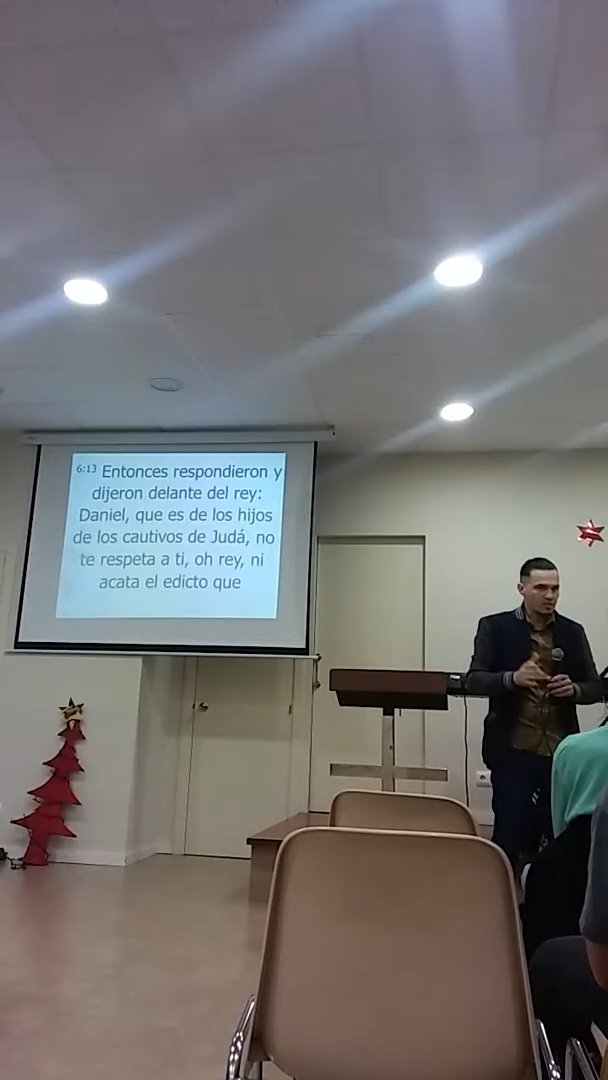 6:13 Entonces respondieron y
dijeron delante del rey:
Daniel, que es de los hijos
de los cautivos de Judá, no
te respeta a ti, oh rey, ni
acata el edicto que